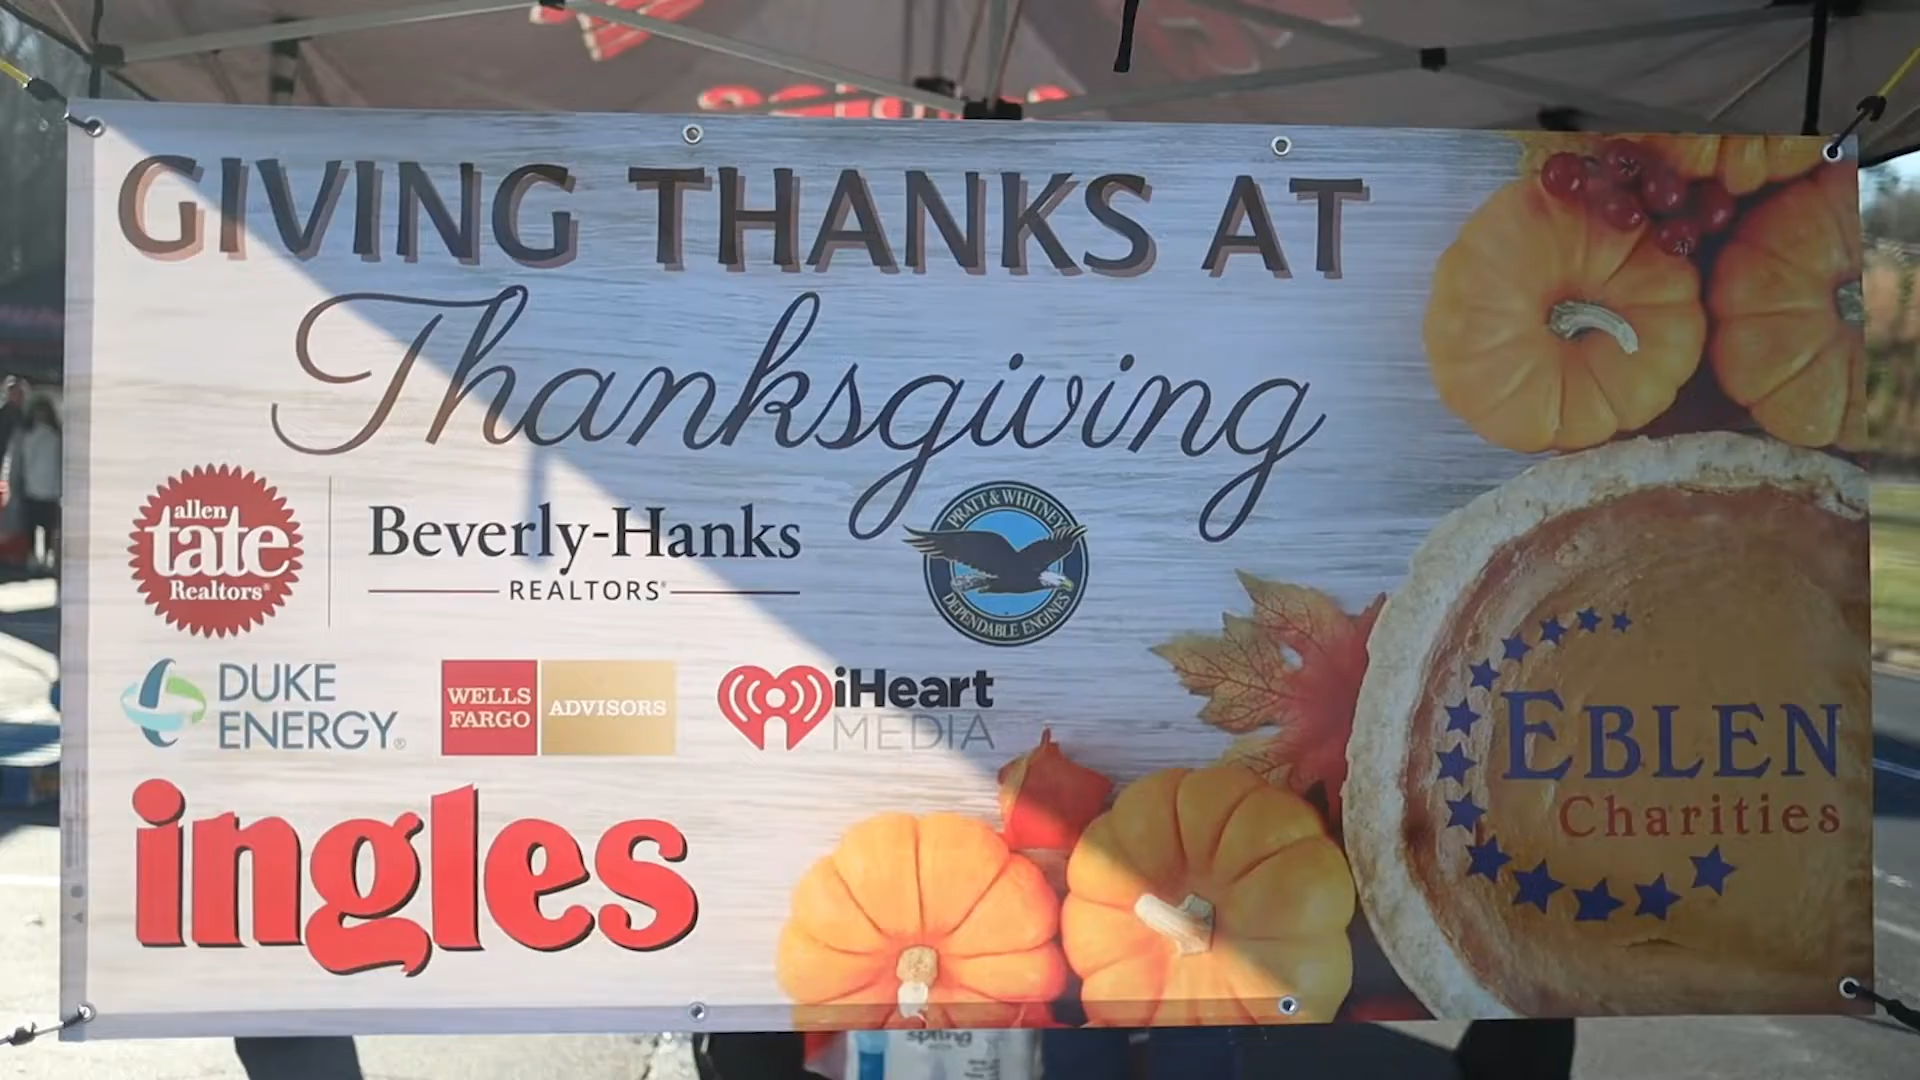 GIVING THANKS AT
Thanksgiving
allen
tate
Realtors®
Beverly-Hanks
REALTORS®
PRATT & WHITNEY
DEPENDABLE ENGINES
DUKE
ENERGY®
WELLS
FARGO
ADVISORS
iHeart
MEDIA
ingles
EBLEN
Charities
spring